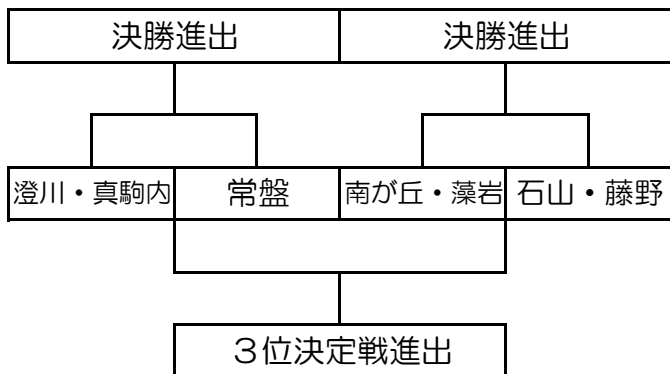 決勝進出 決勝進出
澄川・真駒内 常盤 南が丘・藻岩 石山・藤野
３位決定戦進出